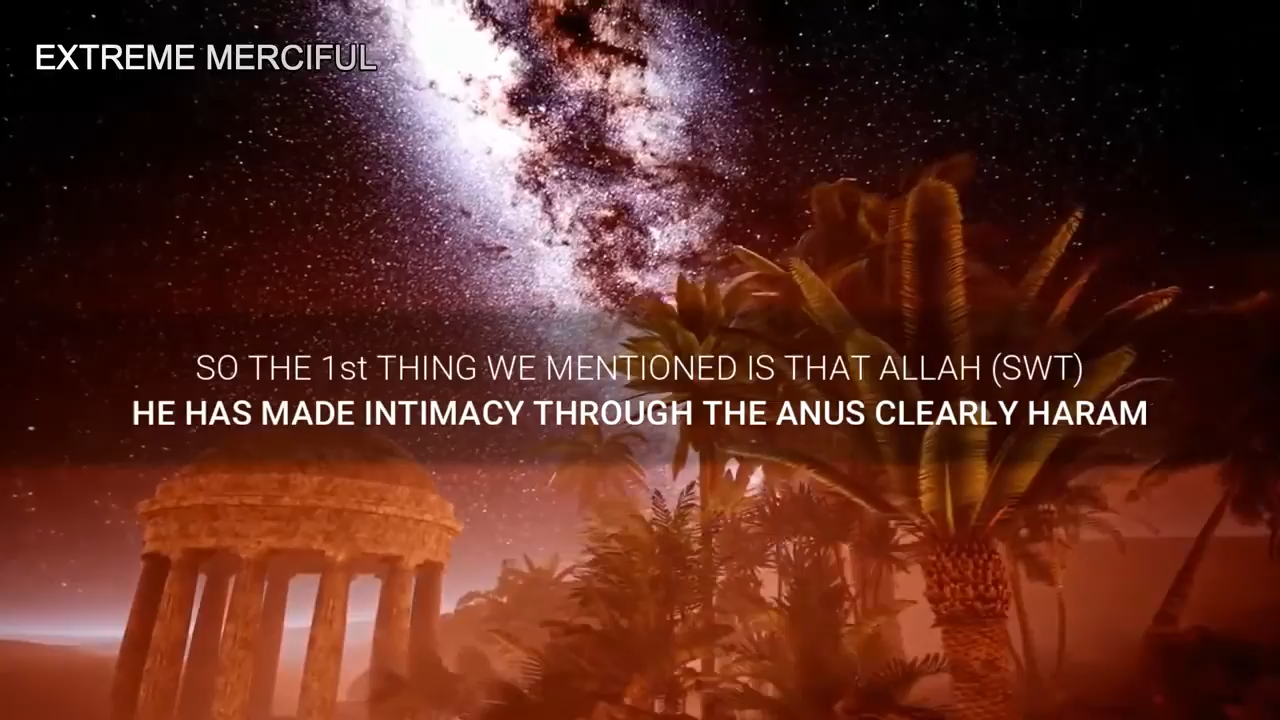 EXTREME MERCIFUL
SO THE 1st THING WE MENTIONED IS THAT ALLAH (SWT)
HE HAS MADE INTIMACY THROUGH THE ANUS CLEARLY HARAM